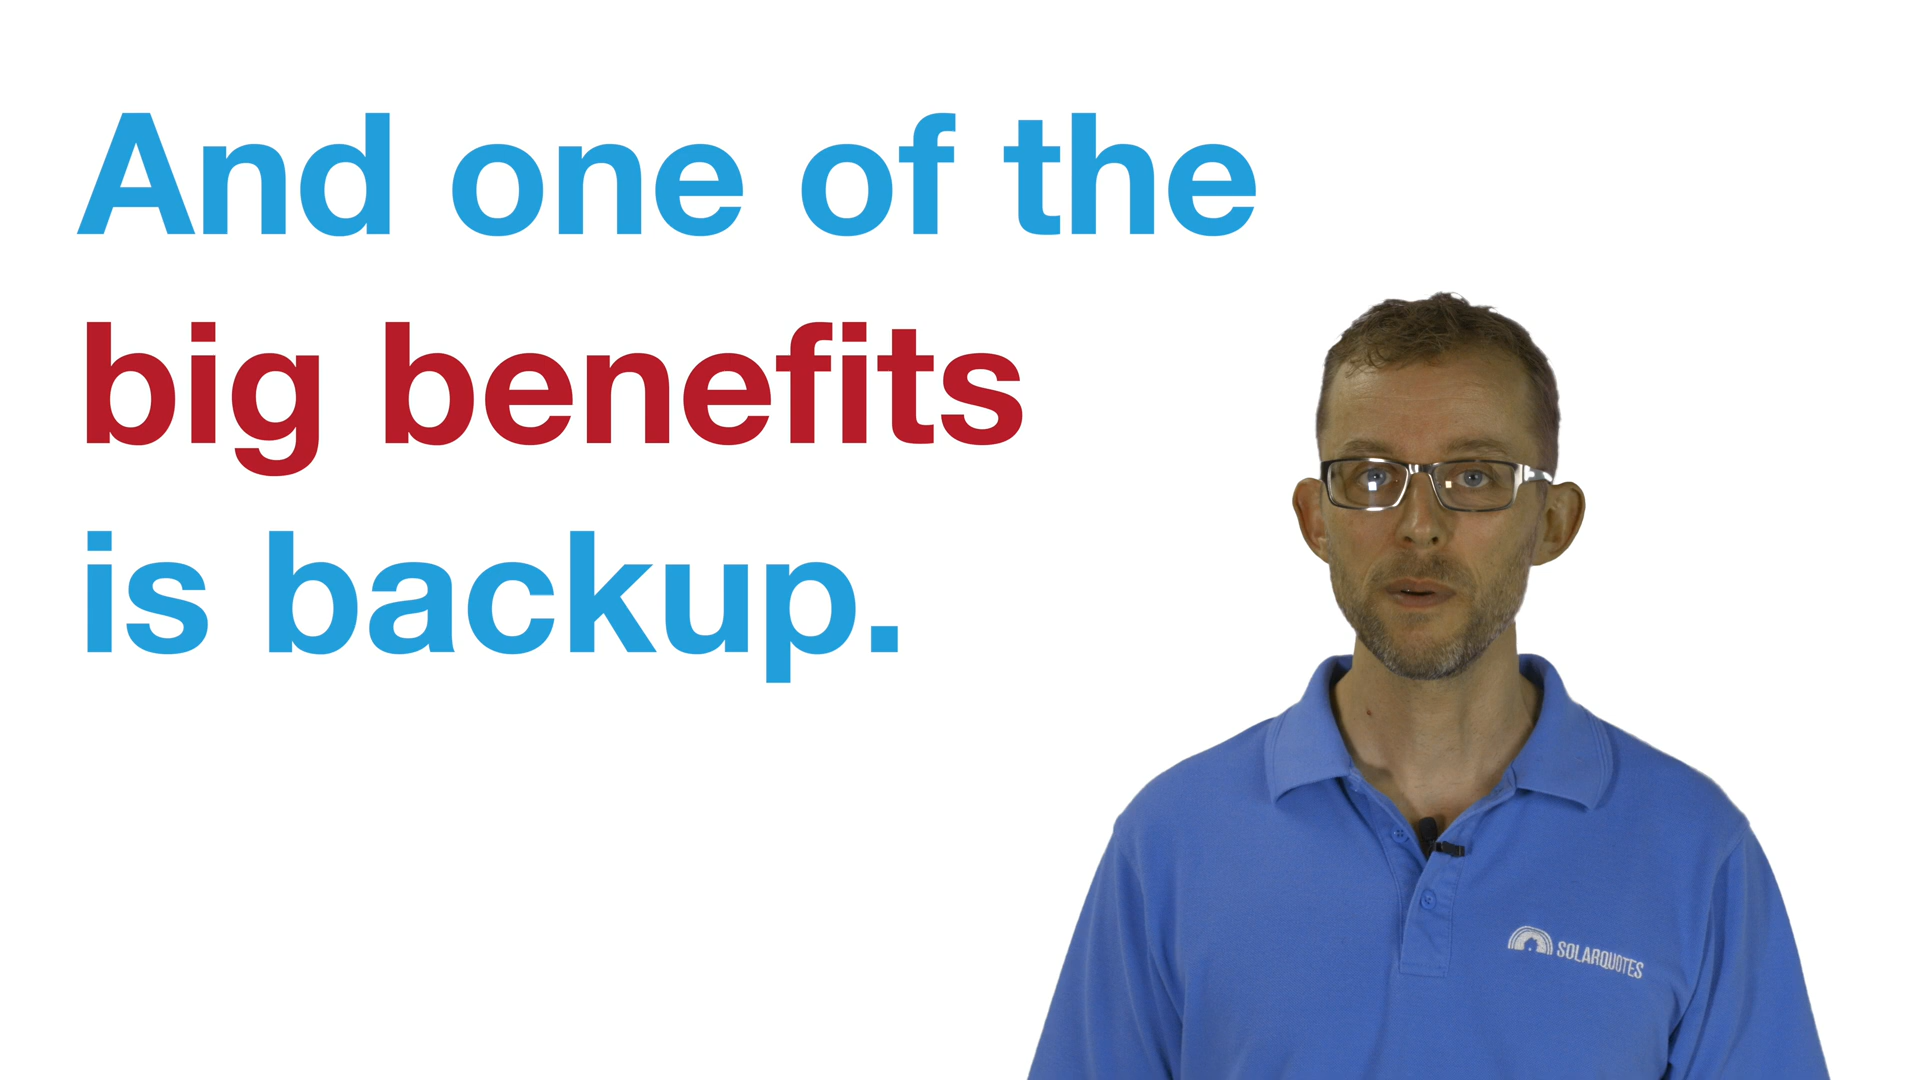 And one of the
big benefits
is backup.
SOLARQUOTES